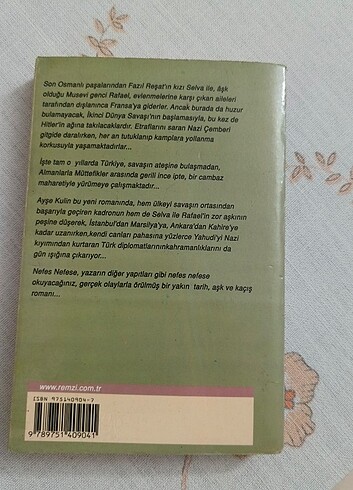 Son Osmanlı paşalarından Fazıl Reşat'ın kızı Selva ile, âşık
olduğu Musevi genci Rafael, evlenmelerine karşı çıkan aileleri
tarafından dışlanınca Fransa'ya giderler. Ancak burada da huzur
bulamayacak, İkinci Dünya Savaşı'nın başlamasıyla, bu kez de
Hitler'in ağına takılacaklardır. Etraflarını saran Nazi Çemberi
gitgide daralırken, her an tutuklanıp kamplara yollanma
korkusuyla yaşamaktadırlar...
İşte tam o yıllarda Türkiye, savaşın ateşine bulaşmadan,
Almanlarla Müttefikler arasında gerili ince ipte, bir cambaz
maharetiyle yürümeye çalışmaktadır...
Ayşe Kulin bu yeni romanında, hem ülkeyi savaşın ortasından
başarıyla geçiren kadronun hem de Selva ile Rafael'in zor aşkının
peşine düşerek, İstanbul'dan Marsilya'ya, Ankara'dan Kahire'ye
kadar uzanırken,kendi canları pahasına yüzlerce Yahudi'yi Nazi
kıyımından kurtaran Türk diplomatlarınınkahramanlıklarını da
gün ışığına çıkarıyor...
Nefes Nefese, yazarın diğer yapıtları gibi nefes nefese
okuyacağınız, gerçek olaylarla örülmüş bir yakın tarih, aşk ve kaçış
romanı...
www.remzi.com.tr
ISBN 975140904-7
9 789751 409041